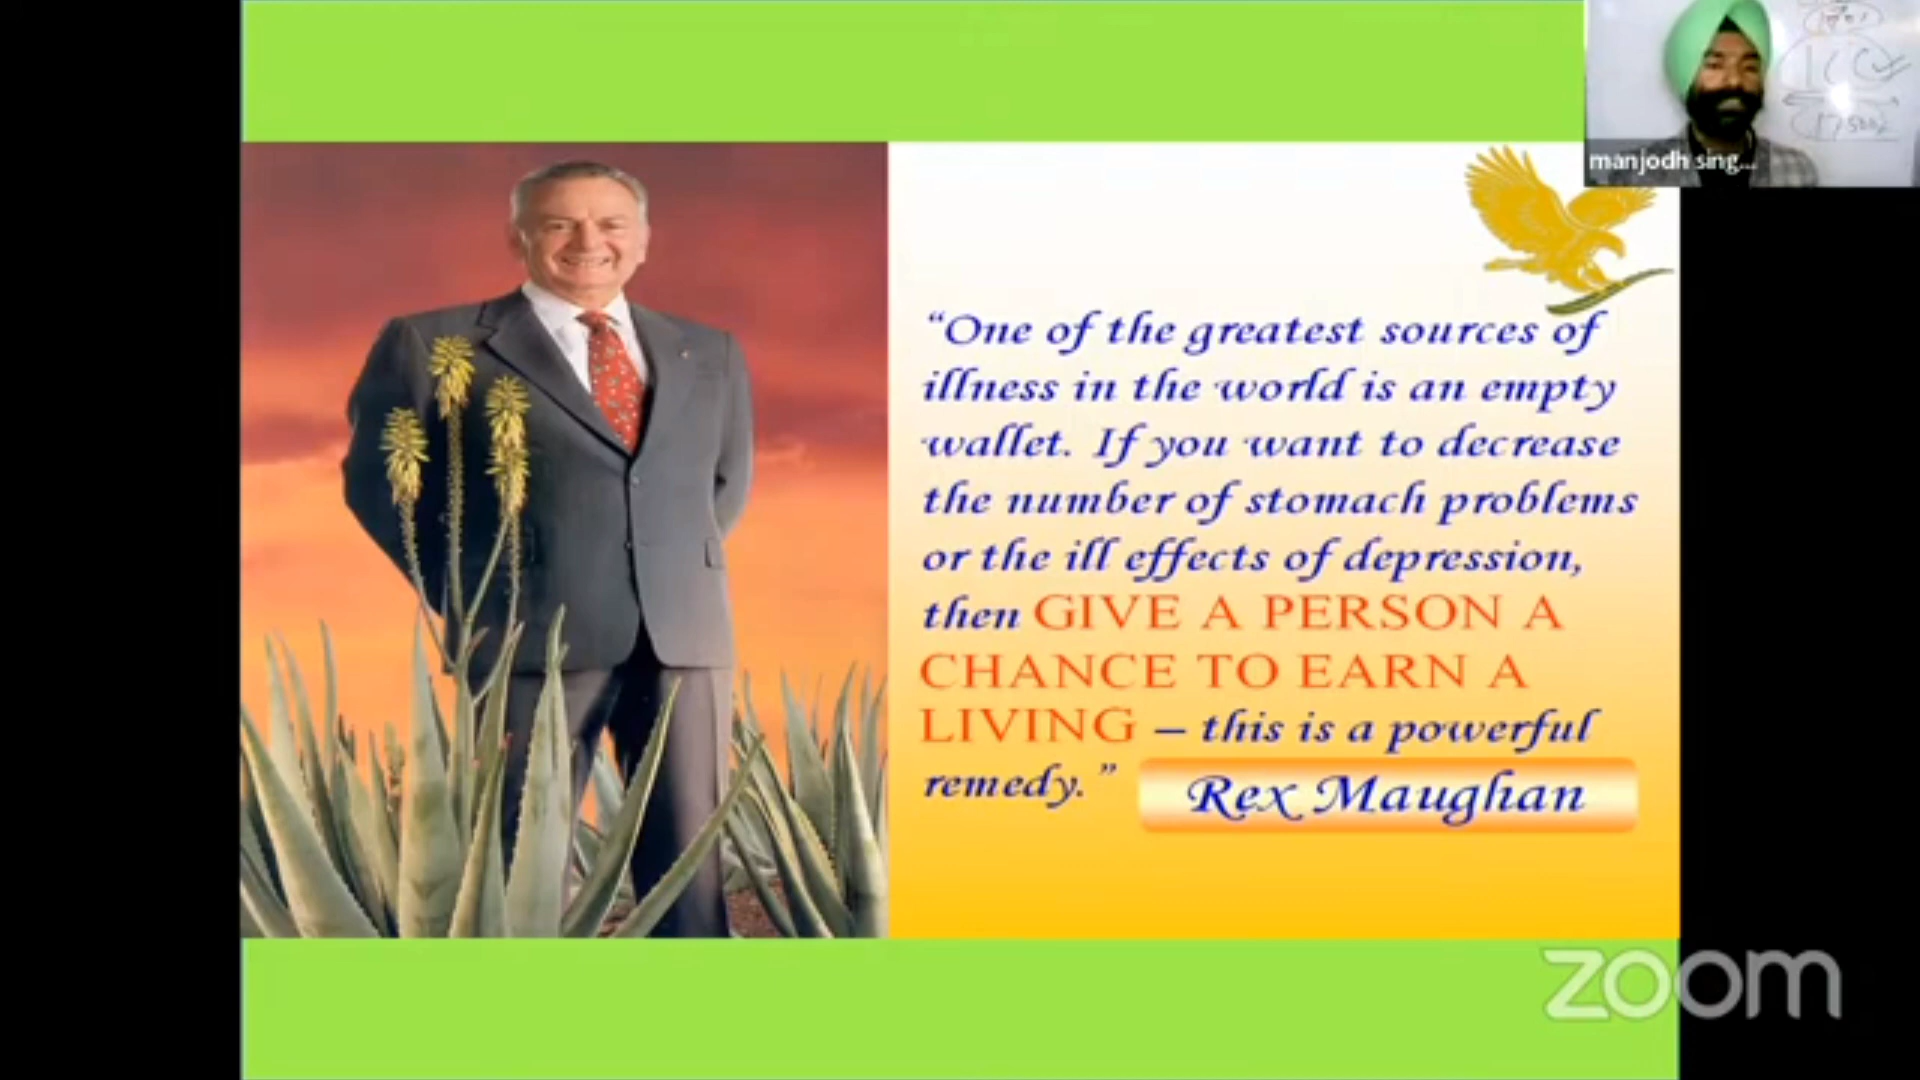 manjodh sing...
“One of the greatest sources of
illness in the world is an empty
wallet. If you want to decrease
the number of stomach problems
or the ill effects of depression,
then GIVE A PERSON A
CHANCE TO EARN A
LIVING – this is a powerful
remedy.”
Rex Maughan
zoom